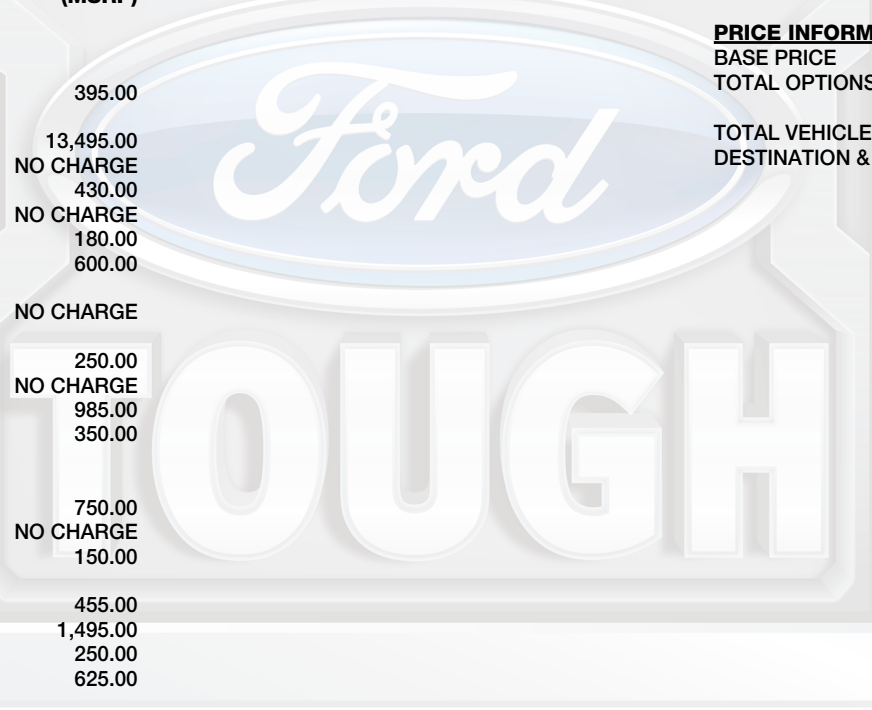 (MSRP)
395.00
13,495.00
NO CHARGE
430.00
NO CHARGE
180.00
600.00
NO CHARGE
250.00
NO CHARGE
985.00
350.00
750.00
NO CHARGE
150.00
455.00
1,495.00
250.00
625.00
PRICE INFORM
BASE PRICE
TOTAL OPTIONS
TOTAL VEHICLE
DESTINATION &
Ford
TOUGH